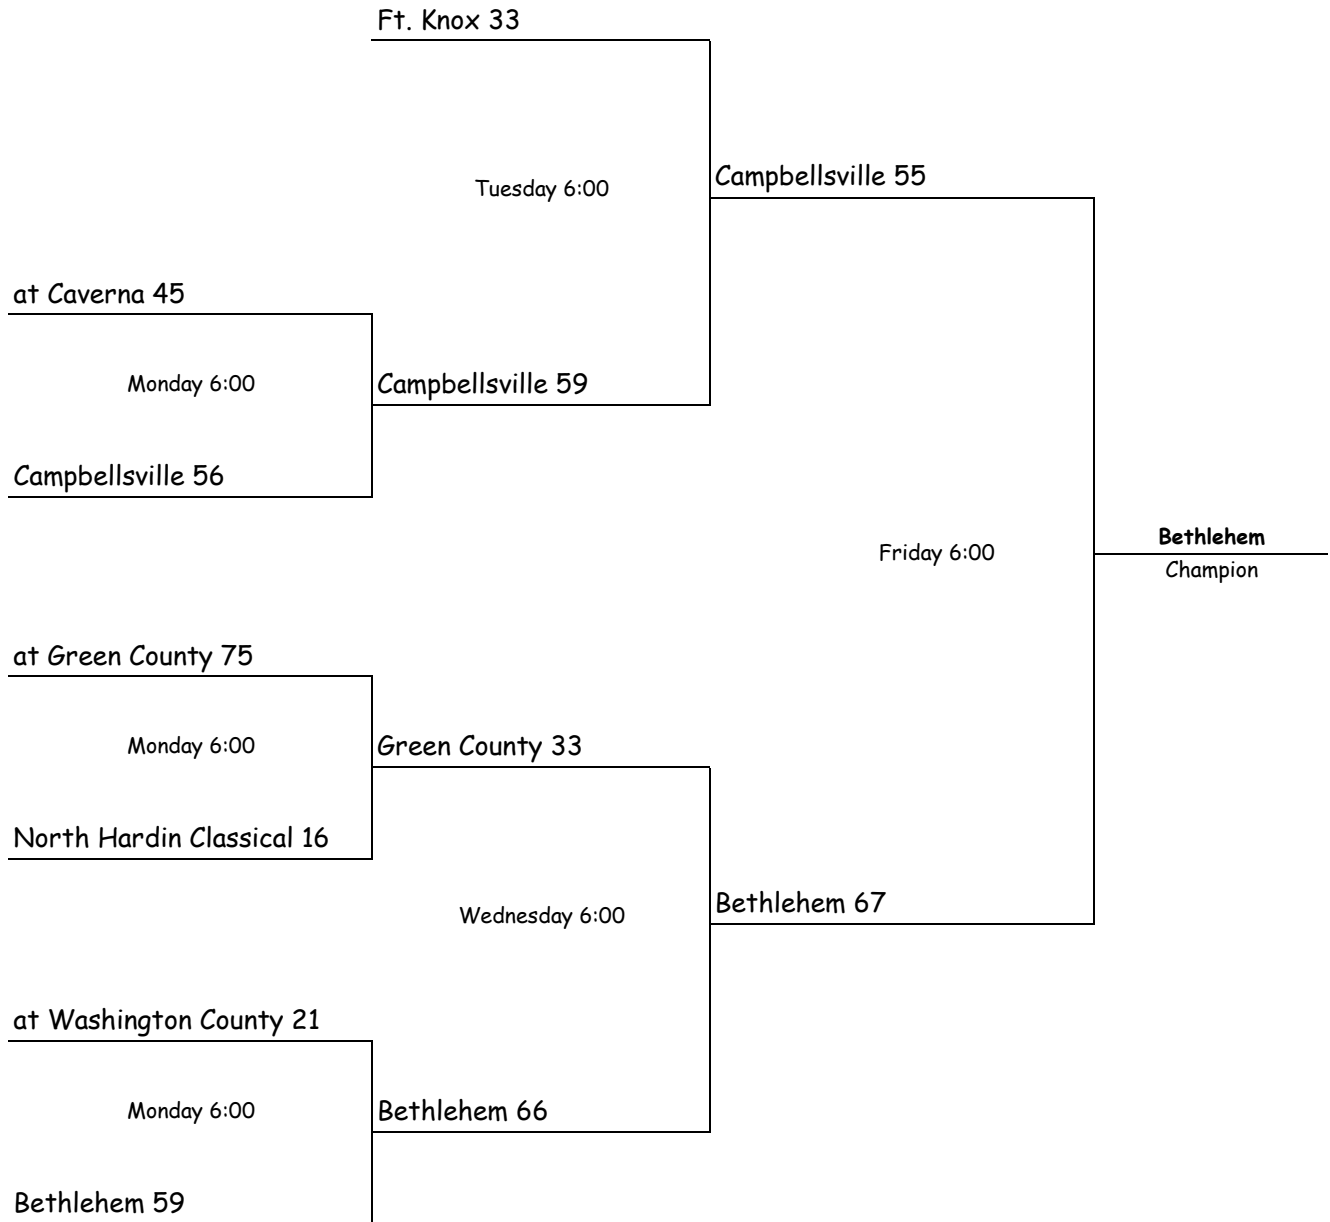 Ft. Knox 33
Tuesday 6:00
Campbellsville 55
at Caverna 45
Monday 6:00
Campbellsville 59
Campbellsville 56
Friday 6:00
Bethlehem
Champion
at Green County 75
Monday 6:00
Green County 33
North Hardin Classical 16
Wednesday 6:00
Bethlehem 67
at Washington County 21
Monday 6:00
Bethlehem 66
Bethlehem 59